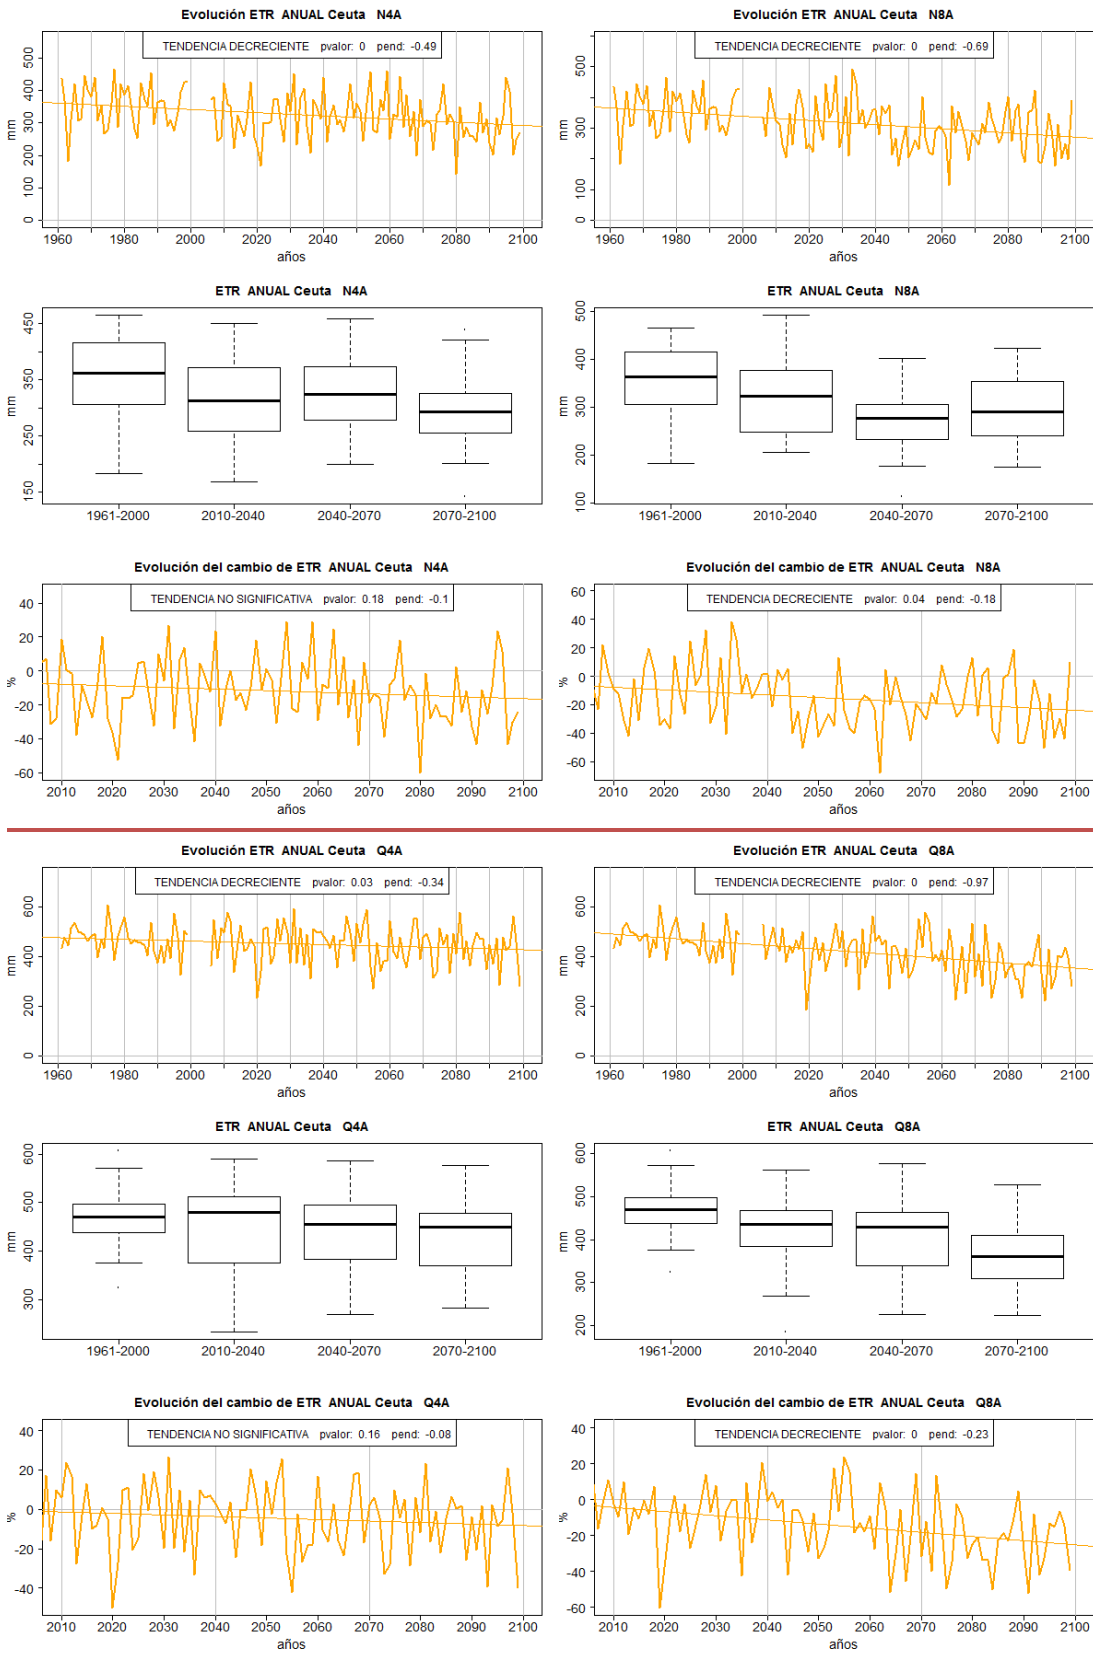 Evolución ETR ANUAL Ceuta N4A
TENDENCIA DECRECIENTE pvalor: 0 pend: -0.49
mm
500
400
300
200
100
0
1960 1980 2000 2020 2040 2060 2080 2100
años
Evolución ETR ANUAL Ceuta N8A
TENDENCIA DECRECIENTE pvalor: 0 pend: -0.69
mm
500
300
100
0
1960 1980 2000 2020 2040 2060 2080 2100
años
ETR ANUAL Ceuta N4A
mm
450
350
250
150
1961-2000 2010-2040 2040-2070 2070-2100
ETR ANUAL Ceuta N8A
mm
500
400
300
200
100
1961-2000 2010-2040 2040-2070 2070-2100
Evolución del cambio de ETR ANUAL Ceuta N4A
TENDENCIA NO SIGNIFICATIVA pvalor: 0.18 pend: -0.1
%
40
20
0
-20
-40
-60
2010 2020 2030 2040 2050 2060 2070 2080 2090 2100
años
Evolución del cambio de ETR ANUAL Ceuta N8A
TENDENCIA DECRECIENTE pvalor: 0.04 pend: -0.18
%
60
40
20
0
-20
-40
-60
2010 2020 2030 2040 2050 2060 2070 2080 2090 2100
años
Evolución ETR ANUAL Ceuta Q4A
TENDENCIA DECRECIENTE pvalor: 0.03 pend: -0.34
mm
600
400
200
0
1960 1980 2000 2020 2040 2060 2080 2100
años
Evolución ETR ANUAL Ceuta Q8A
TENDENCIA DECRECIENTE pvalor: 0 pend: -0.97
mm
600
400
200
0
1960 1980 2000 2020 2040 2060 2080 2100
años
ETR ANUAL Ceuta Q4A
mm
600
500
400
300
1961-2000 2010-2040 2040-2070 2070-2100
ETR ANUAL Ceuta Q8A
mm
600
500
400
300
200
1961-2000 2010-2040 2040-2070 2070-2100
Evolución del cambio de ETR ANUAL Ceuta Q4A
TENDENCIA NO SIGNIFICATIVA pvalor: 0.16 pend: -0.08
%
40
20
0
-20
-40
2010 2020 2030 2040 2050 2060 2070 2080 2090 2100
años
Evolución del cambio de ETR ANUAL Ceuta Q8A
TENDENCIA DECRECIENTE pvalor: 0 pend: -0.23
%
40
20
0
-20
-40
-60
2010 2020 2030 2040 2050 2060 2070 2080 2090 2100
años